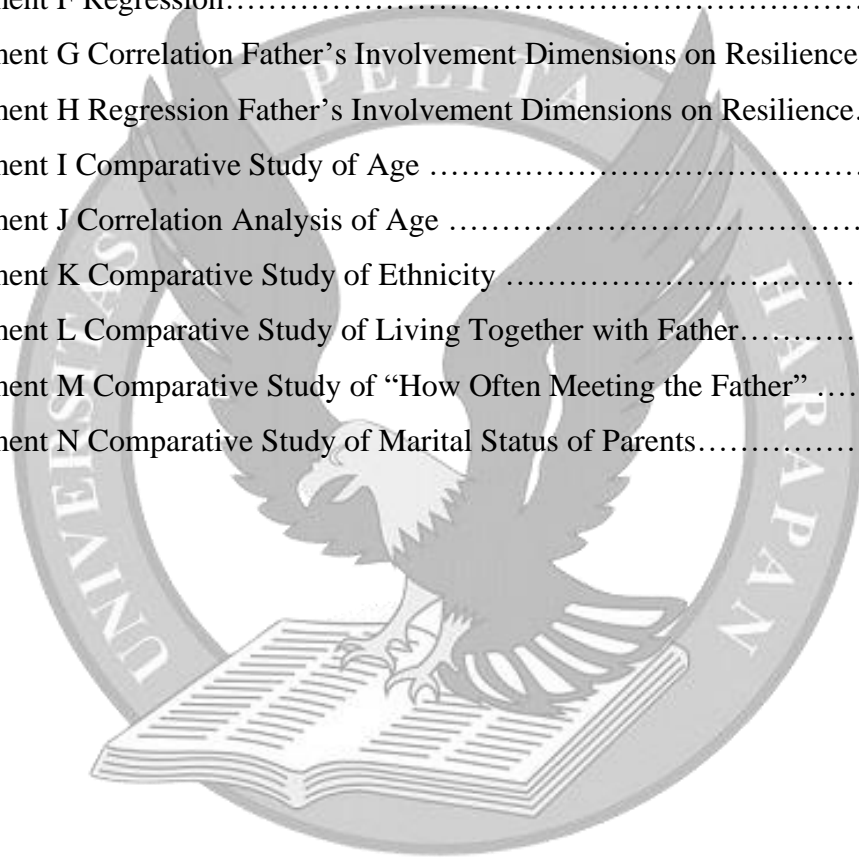 ment F Regression……………………………………………………
ment G Correlation Father’s Involvement Dimensions on Resilience
ment H Regression Father’s Involvement Dimensions on Resilience.
ment I Comparative Study of Age ……………………………………
ment J Correlation Analysis of Age …………………………………
ment K Comparative Study of Ethnicity ……………………………
ment L Comparative Study of Living Together with Father…………
ment M Comparative Study of “How Often Meeting the Father” ….
ment N Comparative Study of Marital Status of Parents……………
UNIVERSITAS PELITA HARAPAN